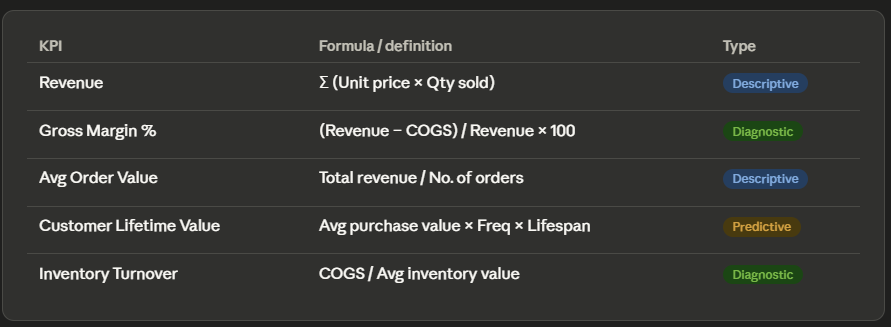 KPI Formula / definition Type
Revenue Σ (Unit price × Qty sold) Descriptive
Gross Margin % (Revenue − COGS) / Revenue × 100 Diagnostic
Avg Order Value Total revenue / No. of orders Descriptive
Customer Lifetime Value Avg purchase value × Freq × Lifespan Predictive
Inventory Turnover COGS / Avg inventory value Diagnostic